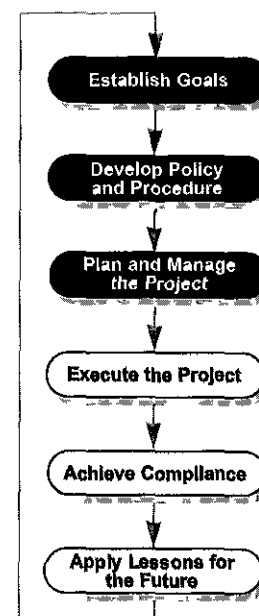 Establish Goals
Develop Policy
and Procedure
Plan and Manage
the Project
Execute the Project
Achieve Compliance
Apply Lessons for
the Future